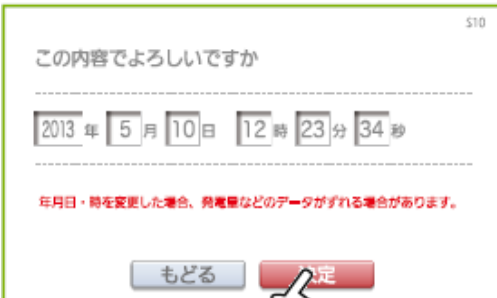 S10
この内容でよろしいですか
2013 年 5 月 10 日 12 時 23 分 34 秒
年月日・時を変更した場合、発電量などのデータがずれる場合があります。
もどる 決定